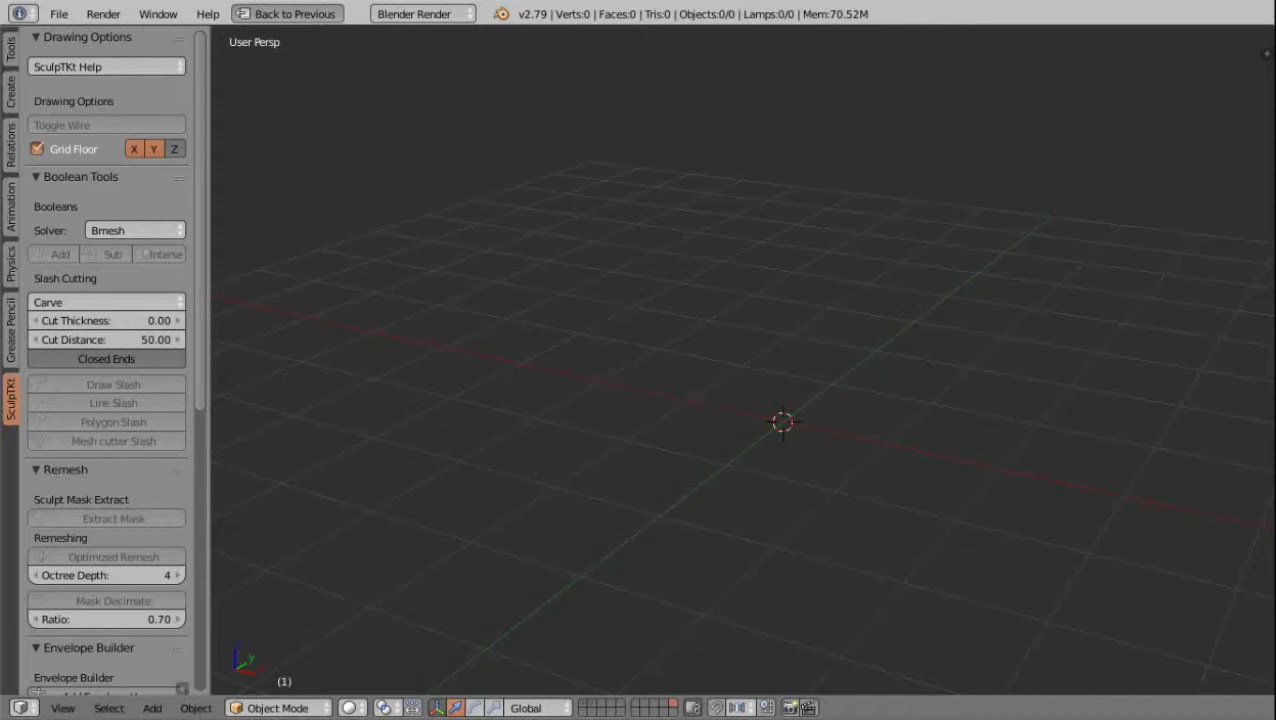 File Render Window Help Back to Previous Blender Render v2.79 | Verts:0 | Faces:0 | Tris:0 | Objects:0/0 | Lamps:0/0 | Mem:70.52M
User Persp
Tools
Create
Relations
Animation
Physics
Grease Pencil
SculpTKt
Drawing Options
SculpTKt Help
Drawing Options
Toggle Wire
Grid Floor X Y Z
Boolean Tools
Booleans
Solver: Bmesh
Add Sub Interse
Slash Cutting
Carve
Cut Thickness: 0.00
Cut Distance: 50.00
Closed Ends
Draw Slash
Line Slash
Polygon Slash
Mesh cutter Slash
Remesh
Sculpt Mask Extract
Extract Mask
Remeshing
Optimized Remesh
Octree Depth: 4
Mask Decimate
Ratio: 0.70
Envelope Builder
Envelope Builder
y
(1)
View Select Add Object Object Mode Global